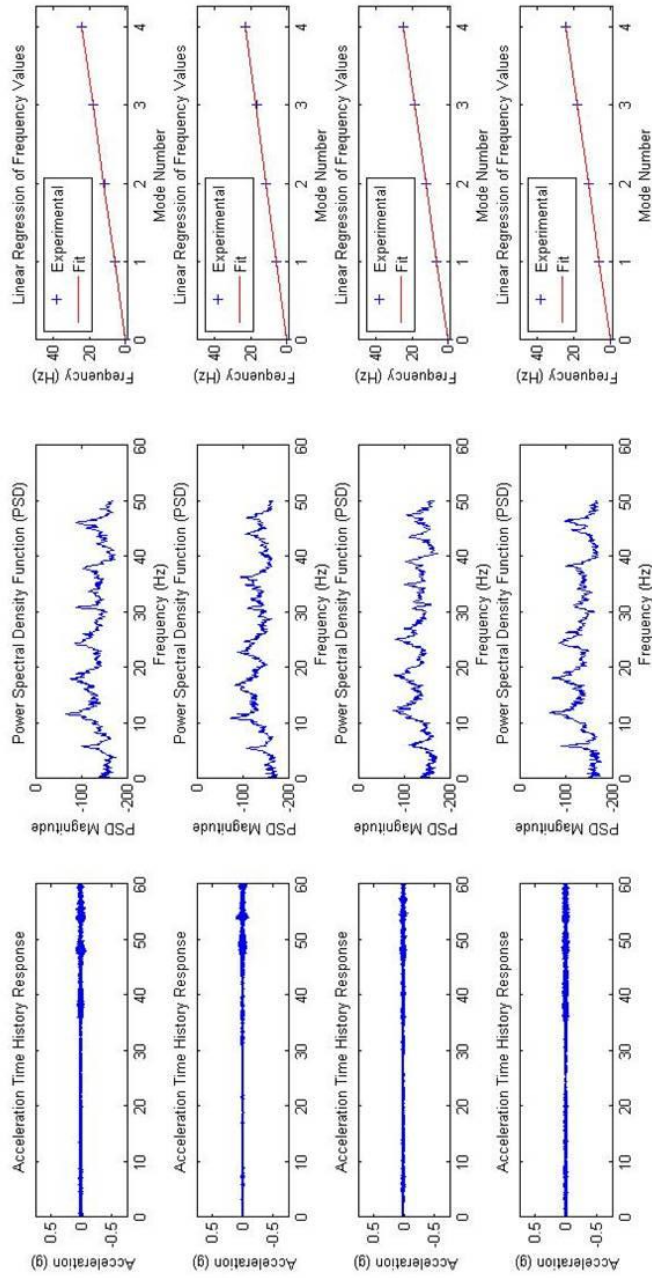 Acceleration Time History Response
Acceleration (g)
0.5
0
-0.5
0 10 20 30 40 50 60
Power Spectral Density Function (PSD)
PSD Magnitude
0
-100
-200
0 10 20 30 40 50 60
Frequency (Hz)
Linear Regression of Frequency Values
Frequency (Hz)
40
20
0
Experimental
Fit
0 1 2 3 4
Mode Number
Acceleration Time History Response
Acceleration (g)
0.5
0
-0.5
0 10 20 30 40 50 60
Power Spectral Density Function (PSD)
PSD Magnitude
0
-100
-200
0 10 20 30 40 50 60
Frequency (Hz)
Linear Regression of Frequency Values
Frequency (Hz)
40
20
0
Experimental
Fit
0 1 2 3 4
Mode Number
Acceleration Time History Response
Acceleration (g)
0.5
0
-0.5
0 10 20 30 40 50 60
Power Spectral Density Function (PSD)
PSD Magnitude
0
-100
-200
0 10 20 30 40 50 60
Frequency (Hz)
Linear Regression of Frequency Values
Frequency (Hz)
40
20
0
Experimental
Fit
0 1 2 3 4
Mode Number
Acceleration Time History Response
Acceleration (g)
0.5
0
-0.5
0 10 20 30 40 50 60
Power Spectral Density Function (PSD)
PSD Magnitude
0
-100
-200
0 10 20 30 40 50 60
Frequency (Hz)
Linear Regression of Frequency Values
Frequency (Hz)
40
20
0
Experimental
Fit
0 1 2 3 4
Mode Number